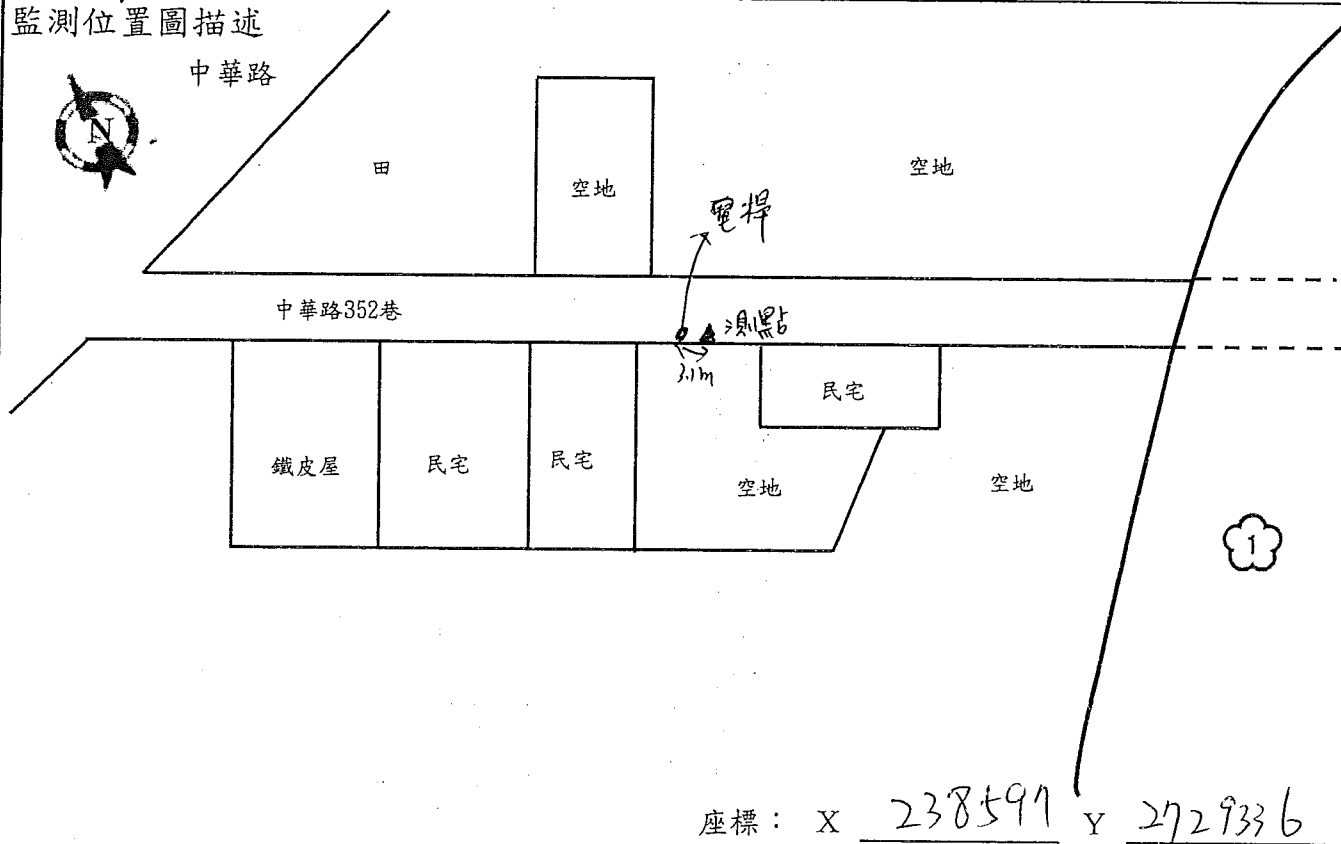 監測位置圖描述
中華路
N
田
空地
空地
電桿
中華路352巷
測點
3.1m
民宅
鐵皮屋
民宅
民宅
空地
空地
1
座標： X 238597 Y 2729336